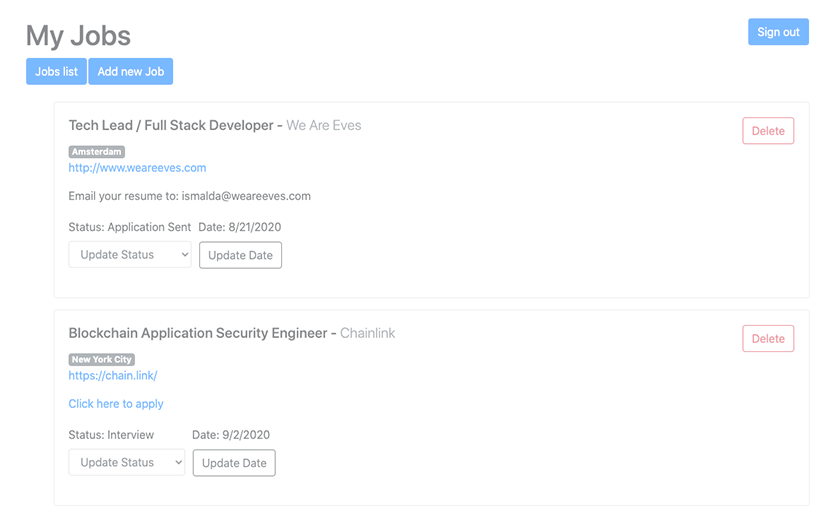 My Jobs
Sign out
Jobs list Add new Job
Tech Lead / Full Stack Developer - We Are Eves
Delete
Amsterdam
http://www.weareeves.com
Email your resume to: ismalda@weareeves.com
Status: Application Sent Date: 8/21/2020
Update Status Update Date
Blockchain Application Security Engineer - Chainlink
Delete
New York City
https://chain.link/
Click here to apply
Status: Interview Date: 9/2/2020
Update Status Update Date